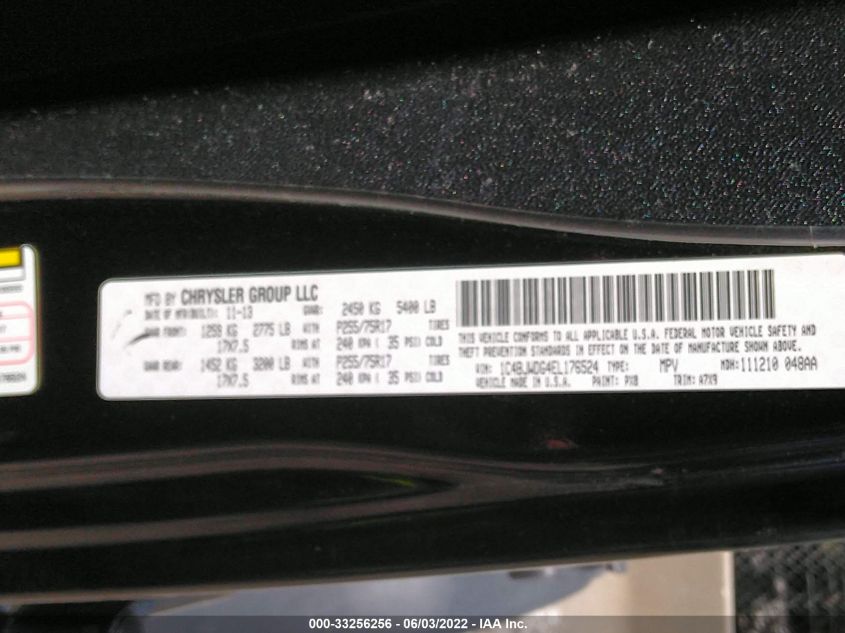 MFD BY CHRYSLER GROUP LLC
DATE OF MFR(BUILT): 11-13 GVWR: 2450 KG 5400 LB
GAWR FRONT: 1259 KG 2775 LB WITH P255/75R17 TIRES
17X7.5 RIMS AT 240 KPA ( 35 PSI) COLD
GAWR REAR: 1452 KG 3200 LB WITH P255/75R17 TIRES
17X7.5 RIMS AT 240 KPA ( 35 PSI) COLD
THIS VEHICLE CONFORMS TO ALL APPLICABLE U.S.A. FEDERAL MOTOR VEHICLE SAFETY AND
THEFT PREVENTION STANDARDS IN EFFECT ON THE DATE OF MANUFACTURE SHOWN ABOVE.
VIN: 1C4BJWDG4EL176524 TYPE: MPV MDH: 111210 048AA
VEHICLE MADE IN U.S.A. PAINT: PX8 TRIM: A7X9
000-33256256 - 06/03/2022 - IAA Inc.